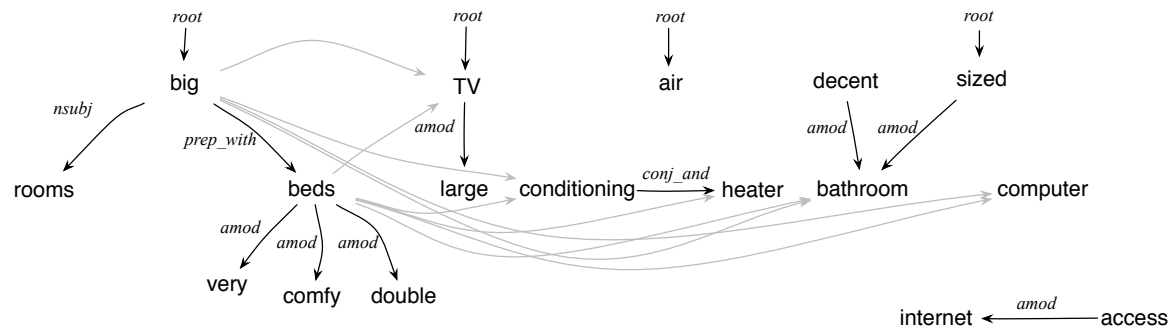 root root root root
big TV air decent sized
nsubj prep_with amod amod amod
rooms beds large conditioning conj_and heater bathroom computer
amod amod amod
very comfy double
internet amod access